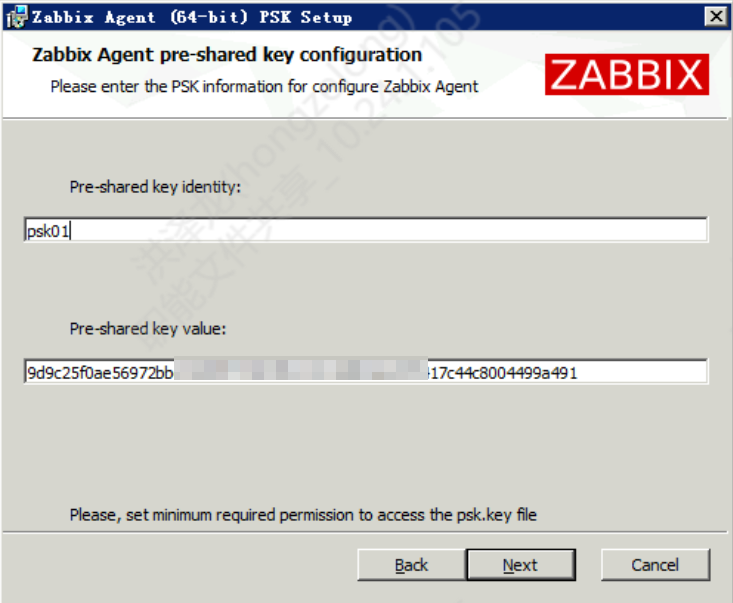 Zabbix Agent (64-bit) PSK Setup
Zabbix Agent pre-shared key configuration
Please enter the PSK information for configure Zabbix Agent
ZABBIX
Pre-shared key identity:
psk01
Pre-shared key value:
9d9c25f0ae56972bb 17c44c8004499a491
Please, set minimum required permission to access the psk.key file
Back Next Cancel